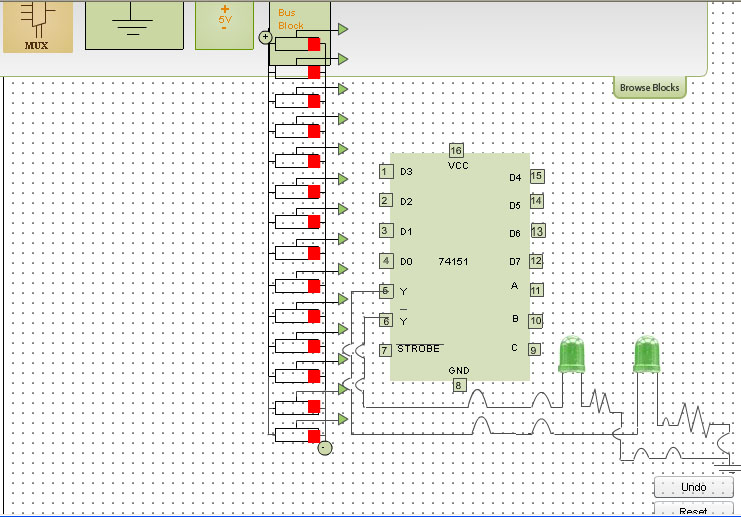 MUX
+
5V
-
Bus
Block
+
Browse Blocks
16
VCC
1 D3
D4 15
2 D2
D5 14
3 D1
D6 13
4 D0
74151
D7 12
5 Y
A 11
6 Y
B 10
7 STROBE
C 9
GND
8
-
Undo
Reset